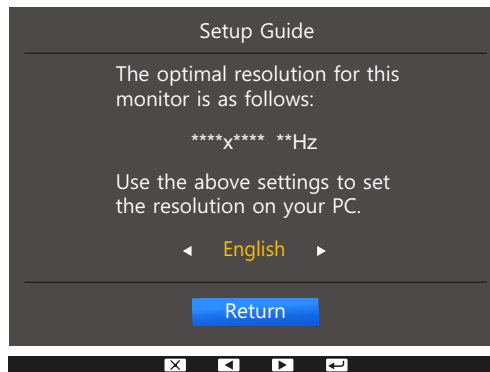 Setup Guide
The optimal resolution for this
monitor is as follows:
****x**** **Hz
Use the above settings to set
the resolution on your PC.
English
Return